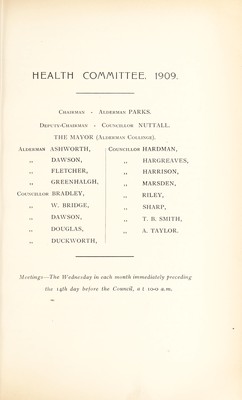 HEALTH COMMITTEE, 1909.
CHAIRMAN - ALDERMAN PARKS.
DEPUTY-CHAIRMAN - COUNCILLOR NUTTALL.
THE MAYOR (ALDERMAN COLLINGE).
ALDERMAN ASHWORTH,
,, DAWSON,
,, FLETCHER,
,, GREENHALGH,
COUNCILLOR BRADLEY,
,, W. BRIDGE,
,, DAWSON,
,, DOUGLAS,
,, DUCKWORTH,
COUNCILLOR HARDMAN,
,, HARGREAVES,
,, HARRISON,
,, MARSDEN,
,, RILEY,
,, SHARP,
,, T. B. SMITH,
,, A. TAYLOR.
Meetings—The Wednesday in each month immediately preceding
the 14th day before the Council, at 10-0 a.m.